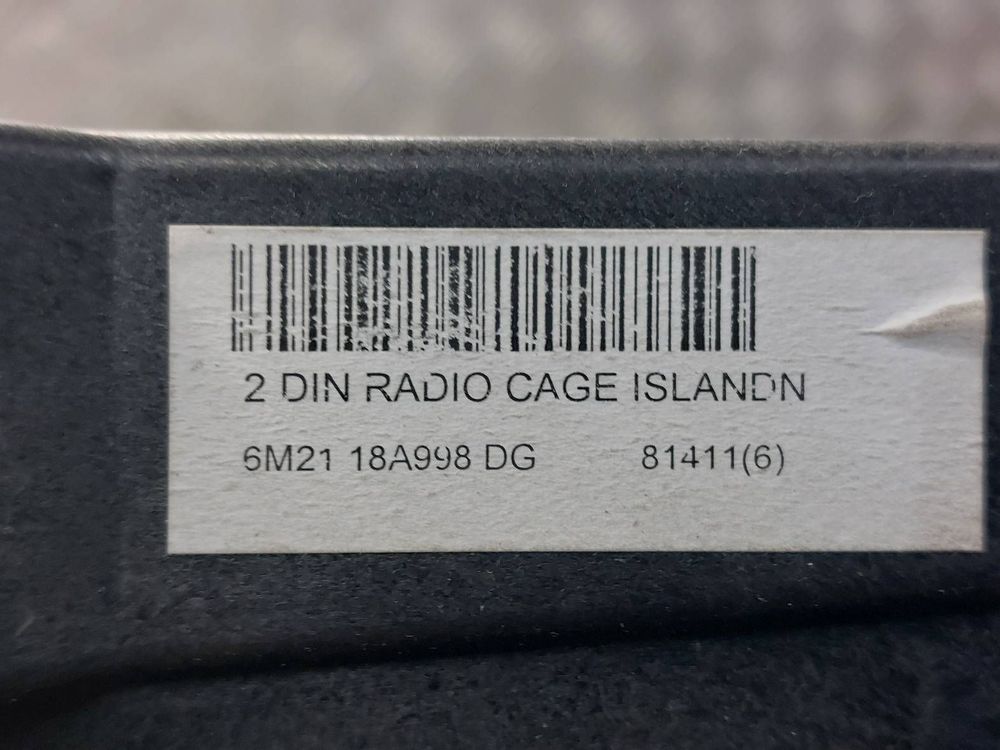 2 DIN RADIO CAGE ISLANDN
6M21 18A998 DG 81411(6)